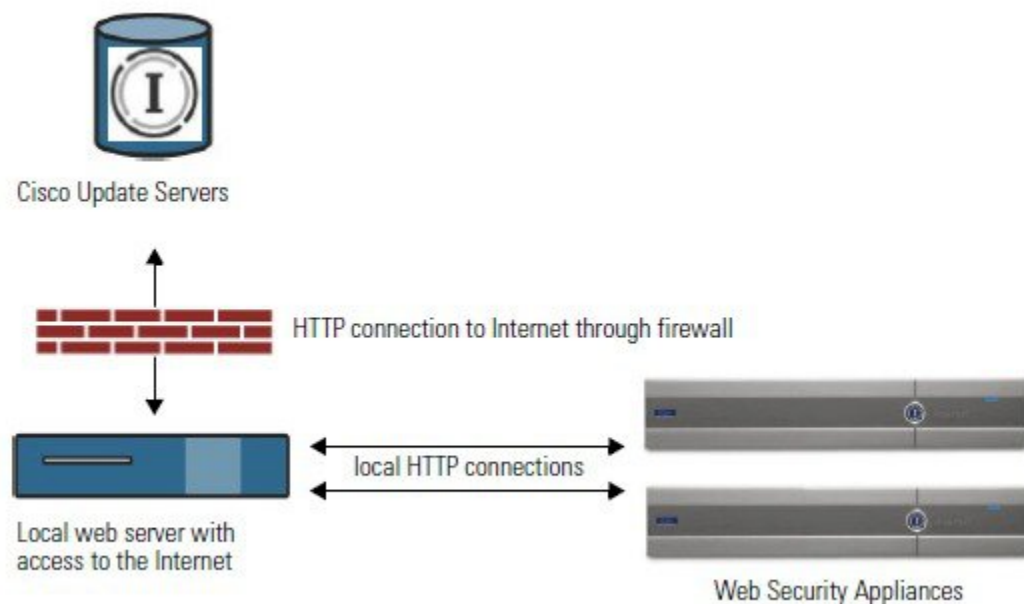 I
Cisco Update Servers
HTTP connection to Internet through firewall
local HTTP connections
Local web server with
access to the Internet
Web Security Appliances